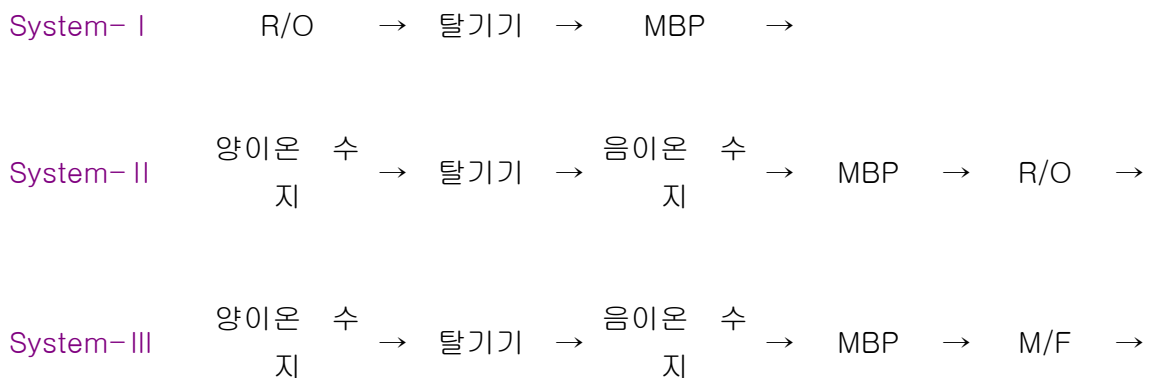 System-Ⅰ R/O → 탈기기 → MBP →
System-Ⅱ 양이온 수지 → 탈기기 → 음이온 수지 → MBP → R/O →
System-Ⅲ 양이온 수지 → 탈기기 → 음이온 수지 → MBP → M/F →